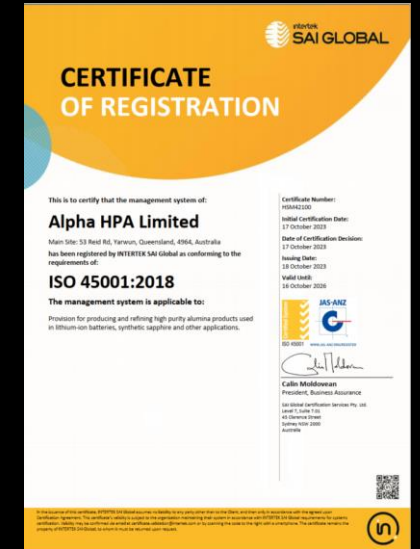 intertek
SAI GLOBAL
CERTIFICATE
OF REGISTRATION
This is to certify that the management system of:
Alpha HPA Limited
Main Site: 53 Reid Rd, Yarwun, Queensland, 4964, Australia
has been registered by INTERTEK SAI Global as conforming to the
requirements of:
ISO 45001:2018
The management system is applicable to:
Provision for producing and refining high purity alumina products used
in lithium-ion batteries, synthetic sapphire and other applications.
Certificate Number:
HSM42100
Initial Certification Date:
17 October 2023
Date of Certification Decision:
17 October 2023
Issuing Date:
18 October 2023
Valid Until:
16 October 2026
Certified System
JAS-ANZ
ISO 45001
Calin Moldovean
President, Business Assurance
SAI Global Certification Services Pty. Ltd.
Level 7, Suite 7.01
45 Clarence Street
Sydney NSW 2000
Australia
in